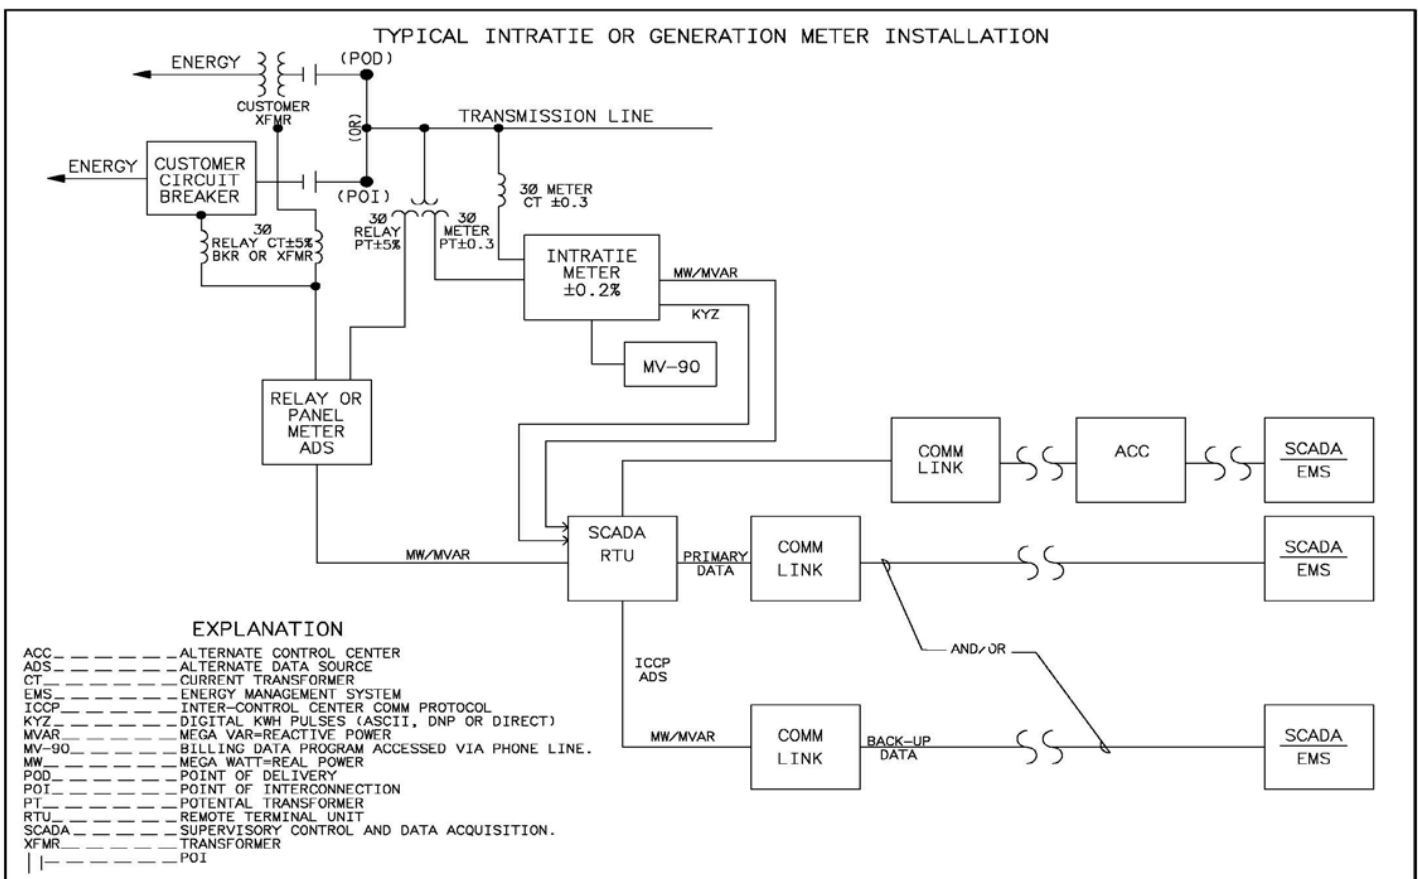 TYPICAL INTRATIE OR GENERATION METER INSTALLATION
ENERGY
(POD)
CUSTOMER
XFMR
(OR)
TRANSMISSION LINE
ENERGY
CUSTOMER
CIRCUIT
BREAKER
(POI)
3Ø METER
CT ±0.3
3Ø
RELAY CT±5%
BKR OR XFMR
3Ø
RELAY
PT±5%
3Ø
METER
PT±0.3
INTRATIE
METER
±0.2%
MW/MVAR
KYZ
MV-90
RELAY OR
PANEL
METER
ADS
COMM
LINK
ACC
SCADA
EMS
MW/MVAR
SCADA
RTU
PRIMARY
DATA
COMM
LINK
SCADA
EMS
AND/OR
ICCP
ADS
MW/MVAR
COMM
LINK
BACK-UP
DATA
SCADA
EMS
EXPLANATION
ACC_ _ _ _ _ _ _ALTERNATE CONTROL CENTER
ADS_ _ _ _ _ _ _ALTERNATE DATA SOURCE
CT_ _ _ _ _ _ _CURRENT TRANSFORMER
EMS_ _ _ _ _ _ _ENERGY MANAGEMENT SYSTEM
ICCP_ _ _ _ _ _ _INTER-CONTROL CENTER COMM PROTOCOL
KYZ_ _ _ _ _ _ _DIGITAL KWH PULSES (ASCII, DNP OR DIRECT)
MVAR_ _ _ _ _ _ _MEGA VAR=REACTIVE POWER
MV-90_ _ _ _ _ _BILLING DATA PROGRAM ACCESSED VIA PHONE LINE.
MW_ _ _ _ _ _ _MEGA WATT=REAL POWER
POD_ _ _ _ _ _ _POINT OF DELIVERY
POI_ _ _ _ _ _ _POINT OF INTERCONNECTION
PT_ _ _ _ _ _ _POTENTAL TRANSFORMER
RTU_ _ _ _ _ _ _REMOTE TERMINAL UNIT
SCADA_ _ _ _ _ _SUPERVISORY CONTROL AND DATA ACQUISITION.
XFMR_ _ _ _ _ _ _TRANSFORMER
| |_ _ _ _ _ _ _POI